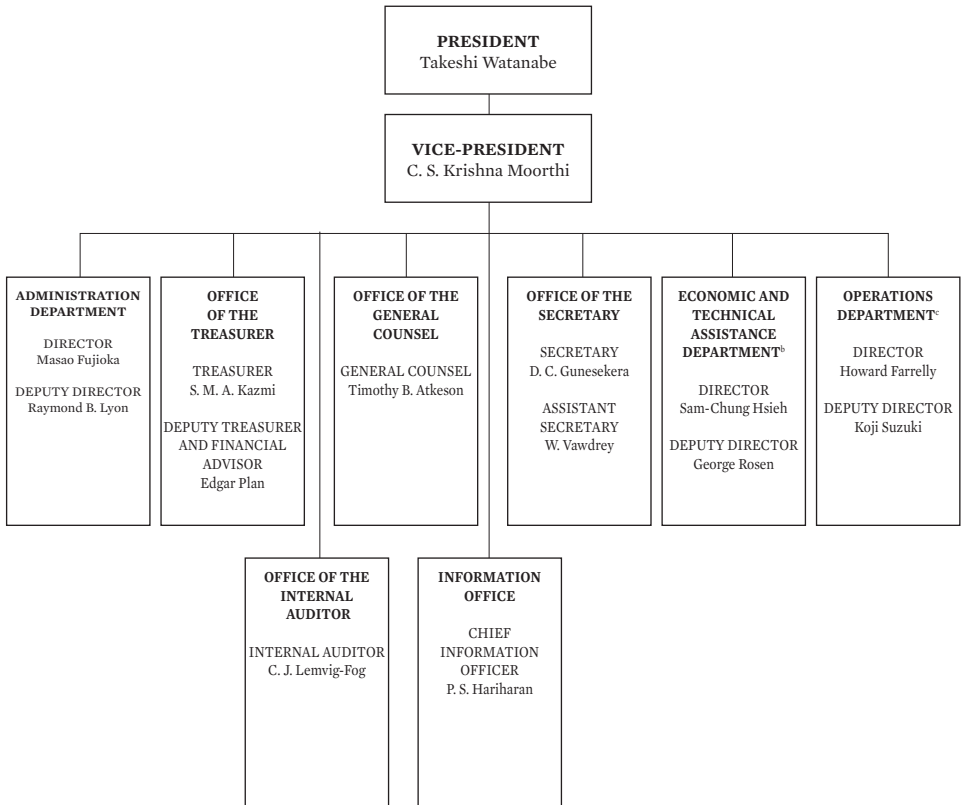 PRESIDENT
Takeshi Watanabe
VICE-PRESIDENT
C. S. Krishna Moorthi
ADMINISTRATION
DEPARTMENT
DIRECTOR
Masao Fujioka
DEPUTY DIRECTOR
Raymond B. Lyon
OFFICE
OF THE
TREASURER
TREASURER
S. M. A. Kazmi
DEPUTY TREASURER
AND FINANCIAL
ADVISOR
Edgar Plan
OFFICE OF THE
GENERAL
COUNSEL
GENERAL COUNSEL
Timothy B. Atkeson
OFFICE OF THE
SECRETARY
SECRETARY
D. C. Gunesekera
ASSISTANT
SECRETARY
W. Vawdrey
ECONOMIC AND
TECHNICAL
ASSISTANCE
DEPARTMENTᵇ
DIRECTOR
Sam-Chung Hsieh
DEPUTY DIRECTOR
George Rosen
OPERATIONS
DEPARTMENTᶜ
DIRECTOR
Howard Farrelly
DEPUTY DIRECTOR
Koji Suzuki
OFFICE OF THE
INTERNAL
AUDITOR
INTERNAL AUDITOR
C. J. Lemvig-Fog
INFORMATION
OFFICE
CHIEF
INFORMATION
OFFICER
P. S. Hariharan